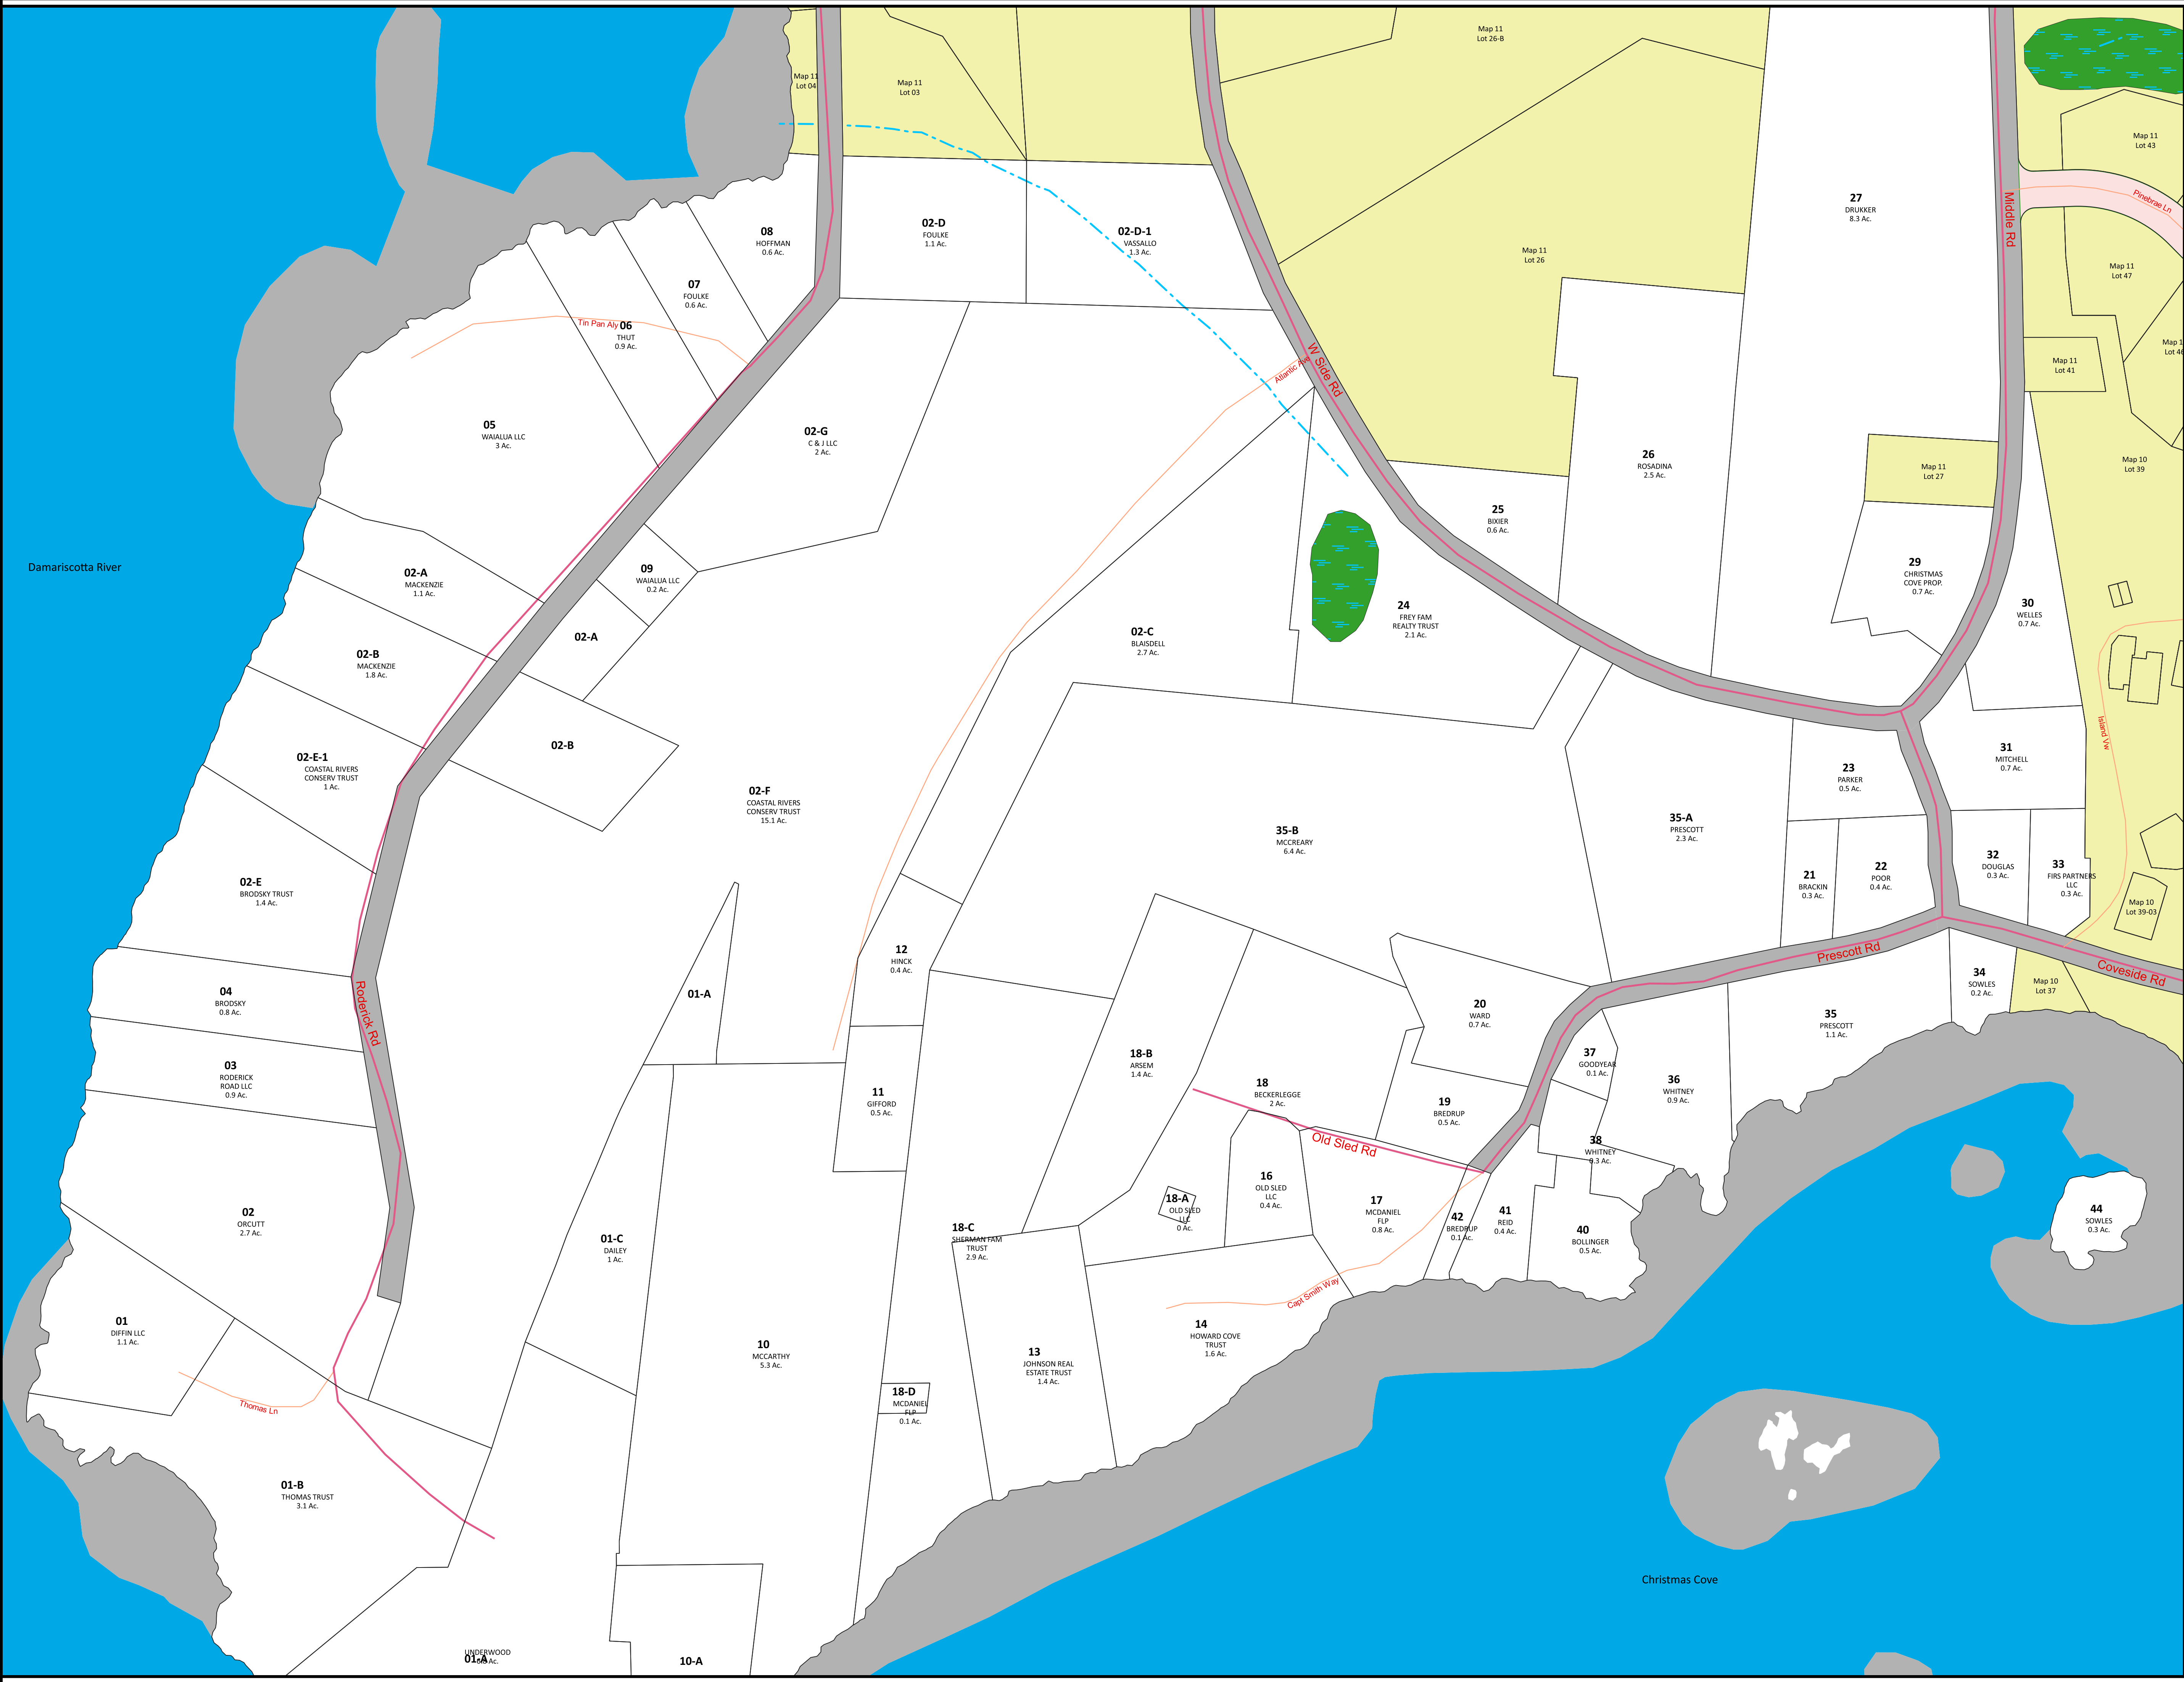 Map 11
Lot 26-B
Map 11
Lot 04
Map 11
Lot 03
Map 11
Lot 43
Pinebrae Ln
Middle Rd
27
DRUKKER
8.3 Ac.
08
HOFFMAN
0.6 Ac.
02-D
FOULKE
1.1 Ac.
02-D-1
VASSALLO
1.3 Ac.
Map 11
Lot 26
Map 11
Lot 47
07
FOULKE
0.6 Ac.
Tin Pan Aly
06
THUT
0.9 Ac.
Atlantic Ave
W Side Rd
Map 11
Lot 41
05
WAIALUA LLC
3 Ac.
02-G
C & J LLC
2 Ac.
26
ROSADINA
2.5 Ac.
Map 11
Lot 27
Map 10
Lot 39
25
BIXIER
0.6 Ac.
Damariscotta River
02-A
MACKENZIE
1.1 Ac.
09
WAIALUA LLC
0.2 Ac.
29
CHRISTMAS
COVE PROP.
0.7 Ac.
24
FREY FAM
REALTY TRUST
2.1 Ac.
30
WELLES
0.7 Ac.
02-A
02-C
BLAISDELL
2.7 Ac.
02-B
MACKENZIE
1.8 Ac.
Island Vw
02-B
31
MITCHELL
0.7 Ac.
02-E-1
COASTAL RIVERS
CONSERV TRUST
1 Ac.
23
PARKER
0.5 Ac.
02-F
COASTAL RIVERS
CONSERV TRUST
15.1 Ac.
35-B
MCCREARY
6.4 Ac.
35-A
PRESCOTT
2.3 Ac.
32
DOUGLAS
0.3 Ac.
33
FIRS PARTNERS
LLC
0.3 Ac.
21
BRACKIN
0.3 Ac.
22
POOR
0.4 Ac.
02-E
BRODSKY TRUST
1.4 Ac.
Map 10
Lot 39-03
12
HINCK
0.4 Ac.
Prescott Rd
Coveside Rd
04
BRODSKY
0.8 Ac.
Roderick Rd
01-A
20
WARD
0.7 Ac.
34
SOWLES
0.2 Ac.
Map 10
Lot 37
35
PRESCOTT
1.1 Ac.
03
RODERICK
ROAD LLC
0.9 Ac.
18-B
ARSEM
1.4 Ac.
37
GOODYEAR
0.1 Ac.
18
BECKERLEGGE
2 Ac.
36
WHITNEY
0.9 Ac.
11
GIFFORD
0.5 Ac.
19
BREDRUP
0.5 Ac.
Old Sled Rd
38
WHITNEY
0.3 Ac.
16
OLD SLED
LLC
0.4 Ac.
18-A
OLD SLED
LLC
0 Ac.
17
MCDANIEL
FLP
0.8 Ac.
02
ORCUTT
2.7 Ac.
42
BREDRUP
0.1 Ac.
41
REID
0.4 Ac.
40
BOLLINGER
0.5 Ac.
44
SOWLES
0.3 Ac.
18-C
SHERMAN FAM
TRUST
2.9 Ac.
01-C
DAILEY
1 Ac.
Capt Smith Way
01
DIFFIN LLC
1.1 Ac.
14
HOWARD COVE
TRUST
1.6 Ac.
10
MCCARTHY
5.3 Ac.
13
JOHNSON REAL
ESTATE TRUST
1.4 Ac.
18-D
MCDANIEL
FLP
0.1 Ac.
Thomas Ln
01-B
THOMAS TRUST
3.1 Ac.
Christmas Cove
UNDERWOOD
01-A
10-A